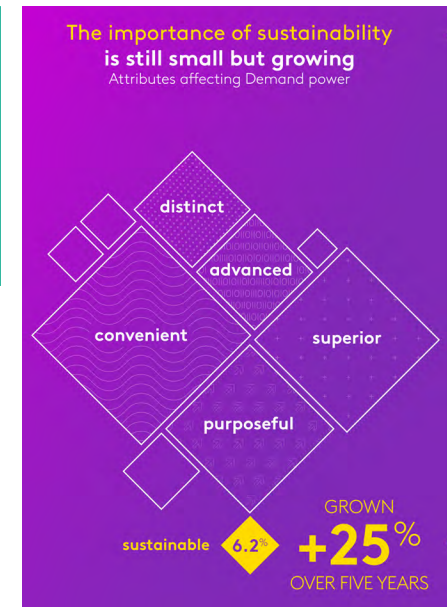 The importance of sustainability
is still small but growing
Attributes affecting Demand power
distinct
advanced
convenient
superior
purposeful
sustainable 6.2%
GROWN
+25%
OVER FIVE YEARS